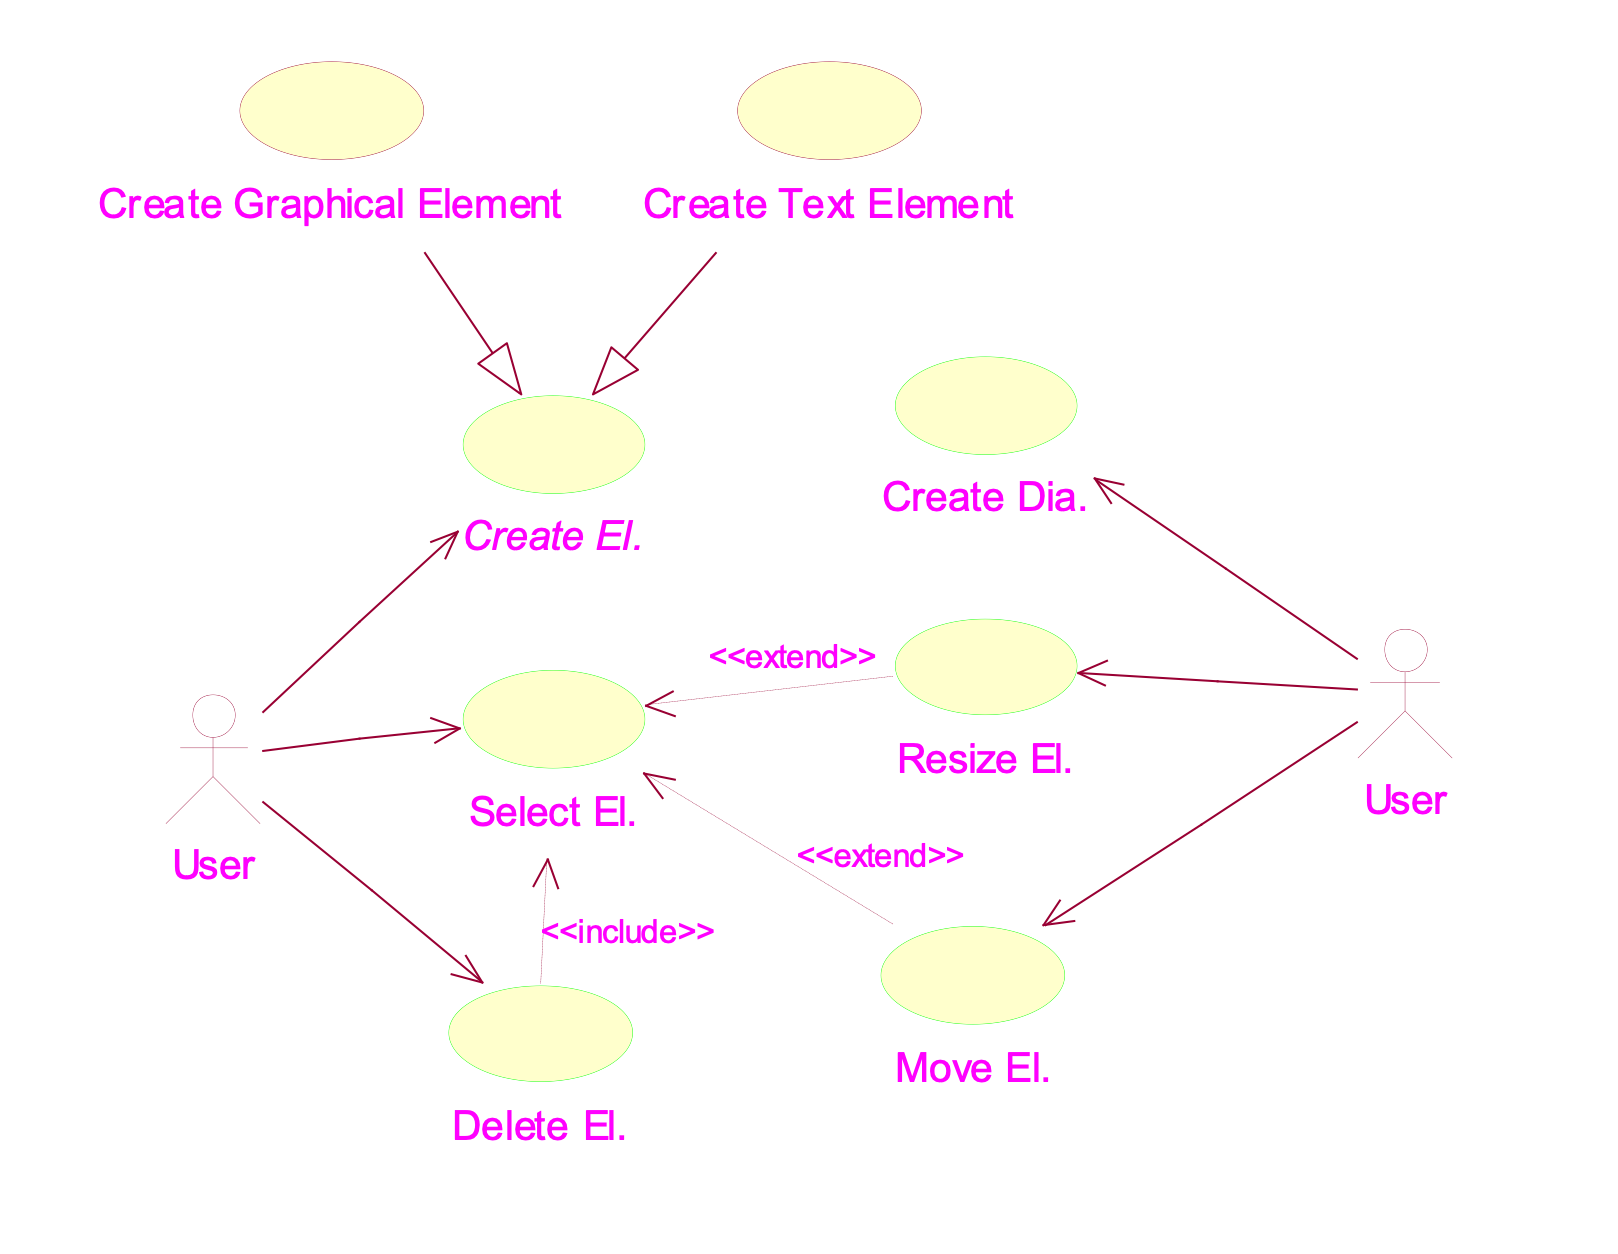 Create Graphical Element
Create Text Element
Create Dia.
Create El.
<<extend>>
Resize El.
User
Select El.
<<extend>>
User
<<include>>
Move El.
Delete El.